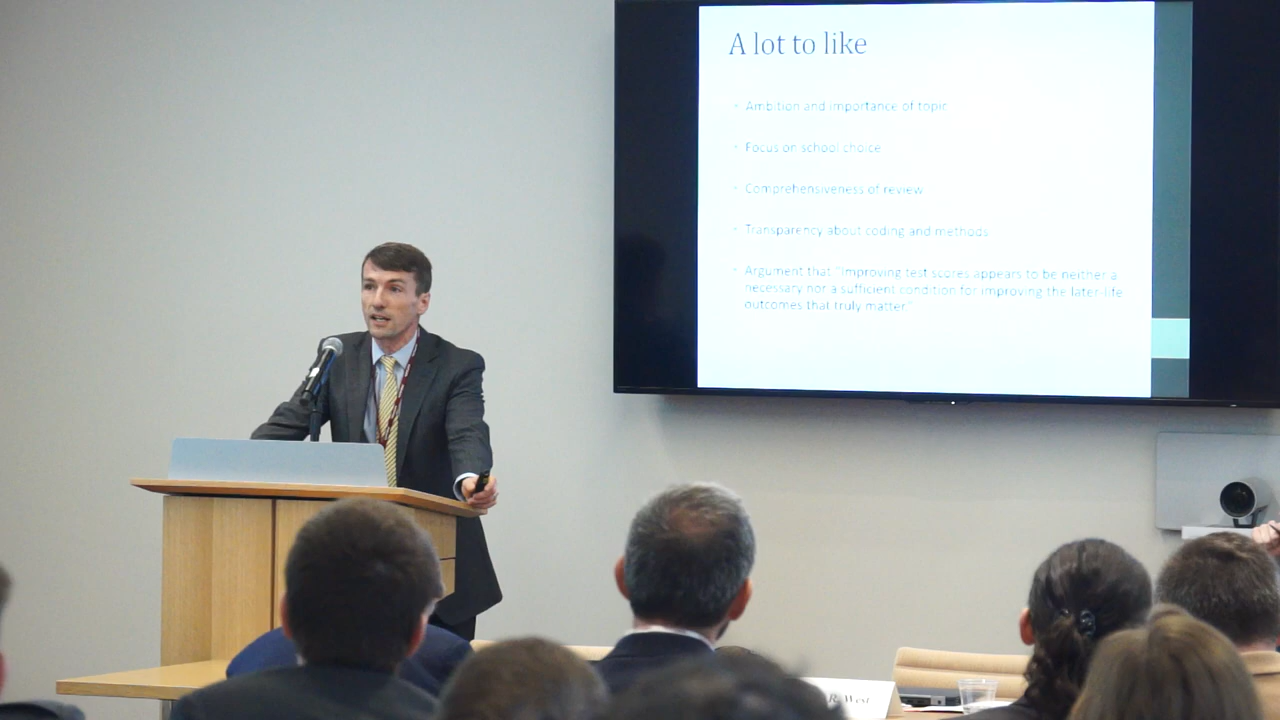 A lot to like
• Ambition and importance of topic
• Focus on school choice
• Comprehensiveness of review
• Transparency about coding and methods
• Argument that "Improving test scores appears to be neither a
necessary nor a sufficient condition for improving the later-life
outcomes that truly matter"
R. West